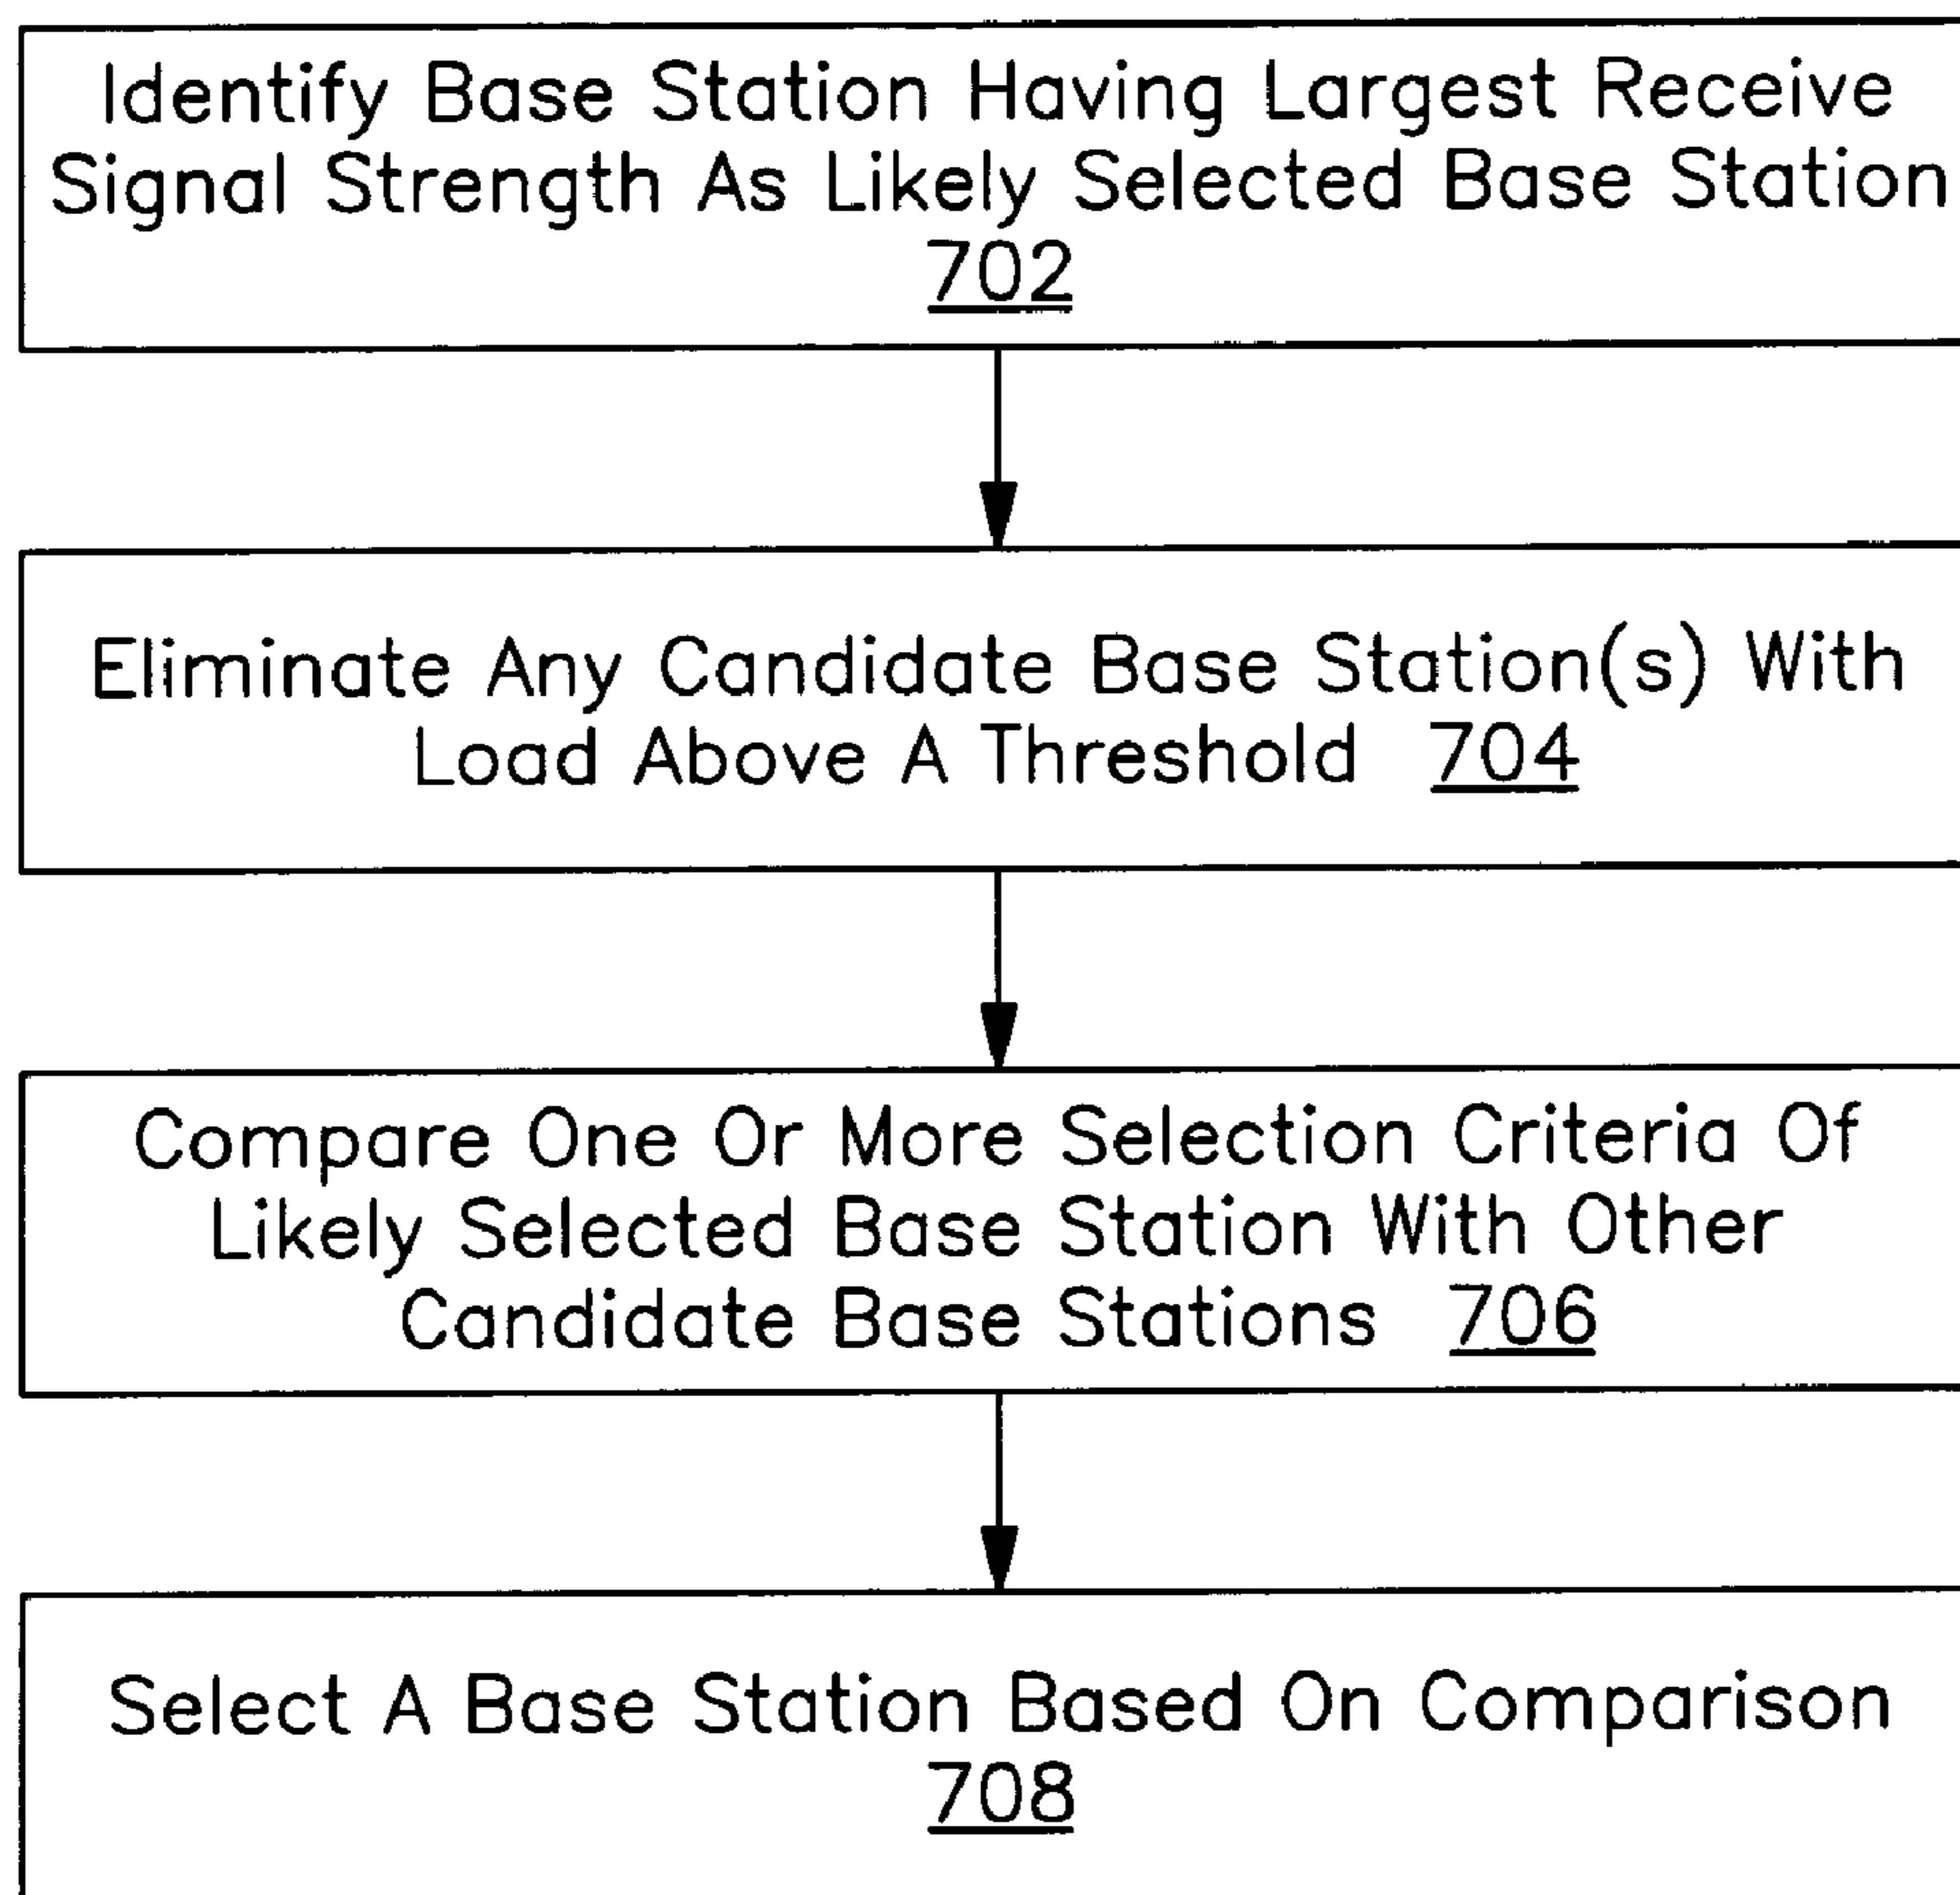 Identify Base Station Having Largest Receive
Signal Strength As Likely Selected Base Station
702
Eliminate Any Candidate Base Station(s) With
Load Above A Threshold 704
Compare One Or More Selection Criteria Of
Likely Selected Base Station With Other
Candidate Base Stations 706
Select A Base Station Based On Comparison
708